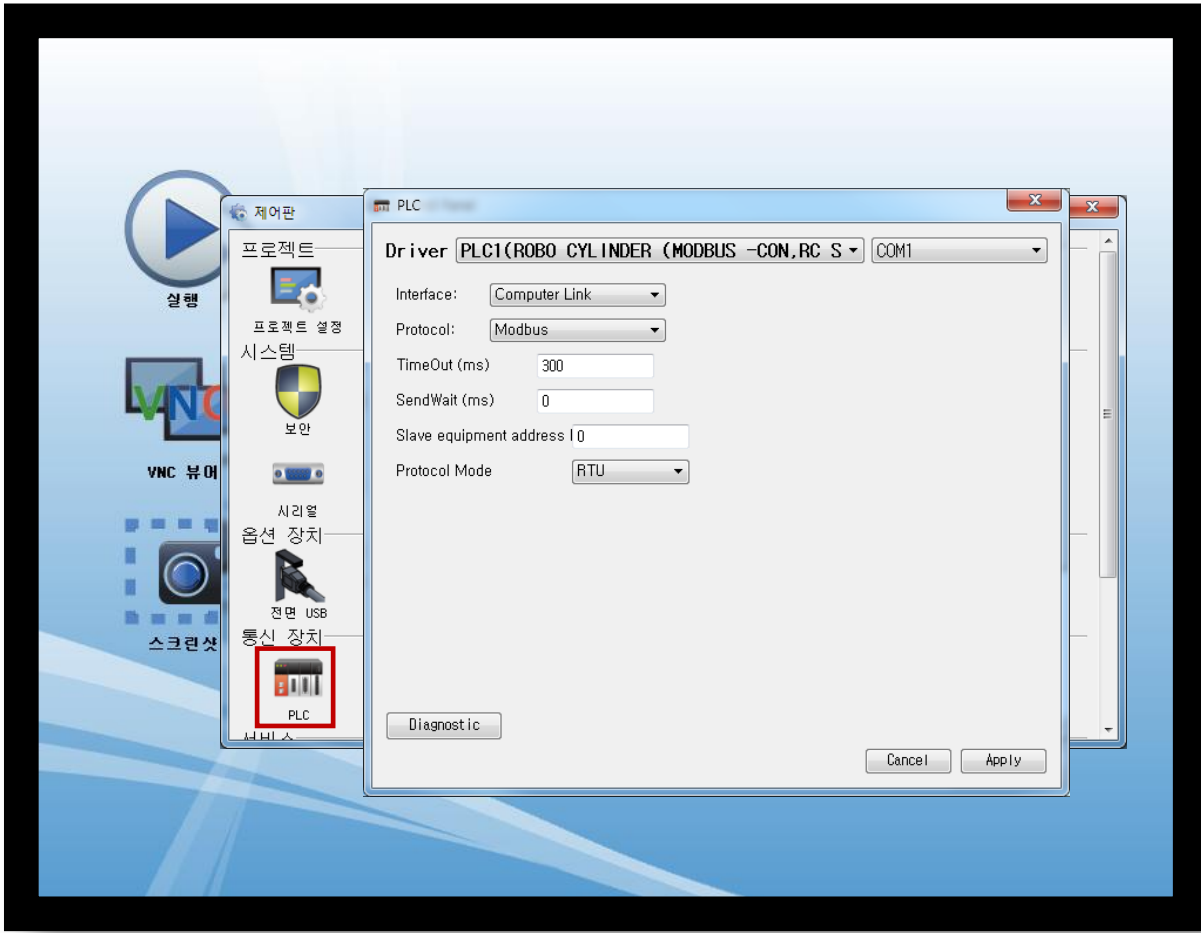 실행
VNC 뷰어
스크린샷
제어판
프로젝트
프로젝트 설정
시스템
보안
시리얼
옵션 장치
전면 USB
통신 장치
PLC
서비스
PLC
Driver PLC1(ROBO CYLINDER (MODBUS -CON,RC S COM1
Interface: Computer Link
Protocol: Modbus
TimeOut (ms) 300
SendWait (ms) 0
Slave equipment address 0
Protocol Mode RTU
Diagnostic
Cancel Apply